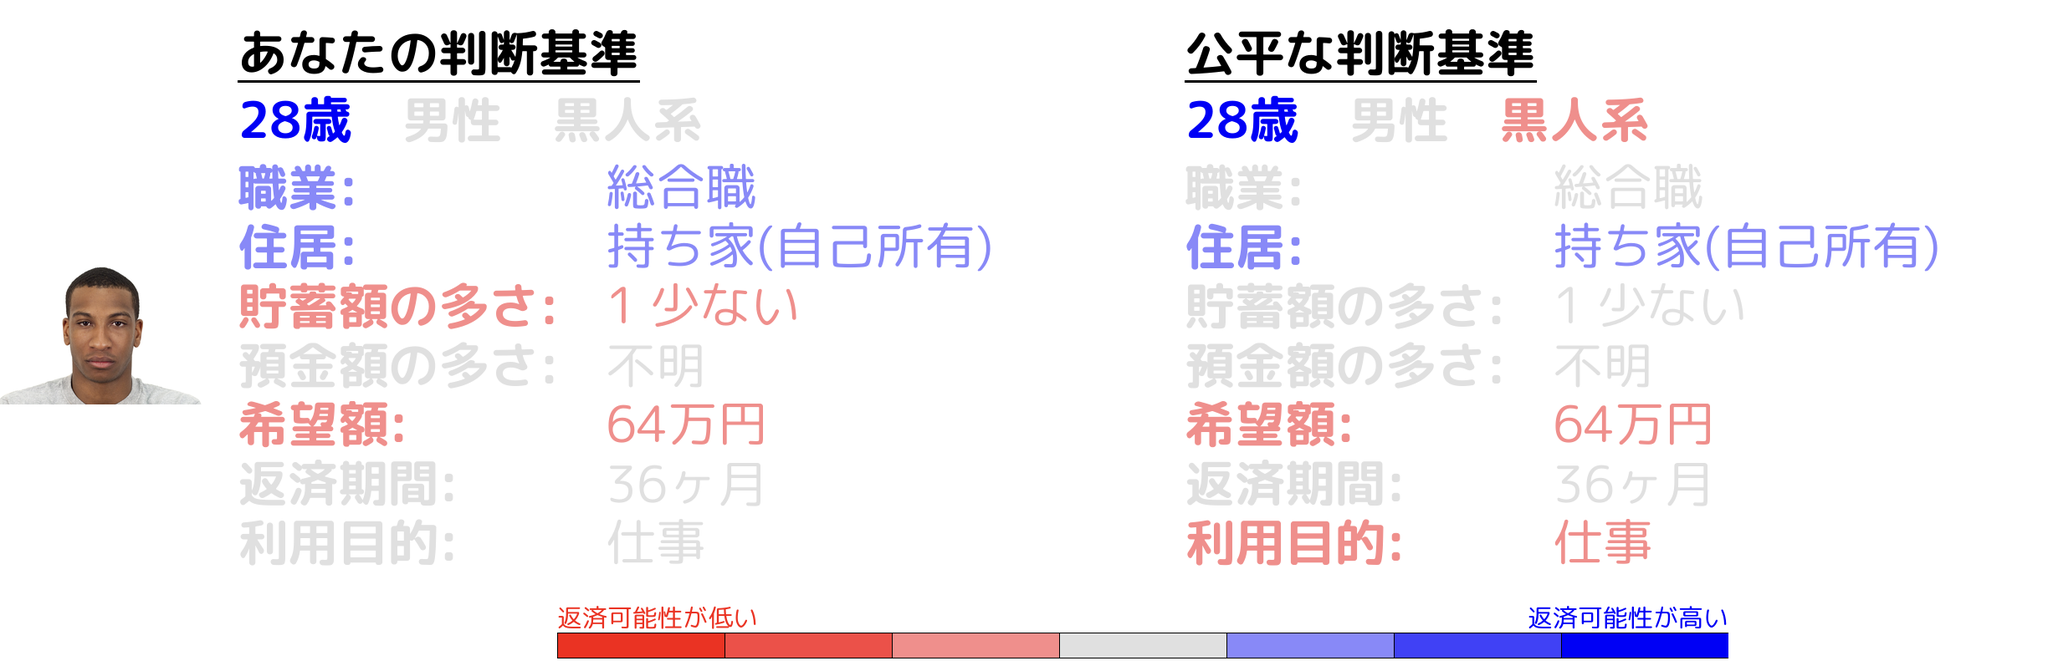 あなたの判断基準
28歳 男性 黒人系
職業: 総合職
住居: 持ち家(自己所有)
貯蓄額の多さ: 1 少ない
預金額の多さ: 不明
希望額: 64万円
返済期間: 36ヶ月
利用目的: 仕事
公平な判断基準
28歳 男性 黒人系
職業: 総合職
住居: 持ち家(自己所有)
貯蓄額の多さ: 1 少ない
預金額の多さ: 不明
希望額: 64万円
返済期間: 36ヶ月
利用目的: 仕事
返済可能性が低い
返済可能性が高い